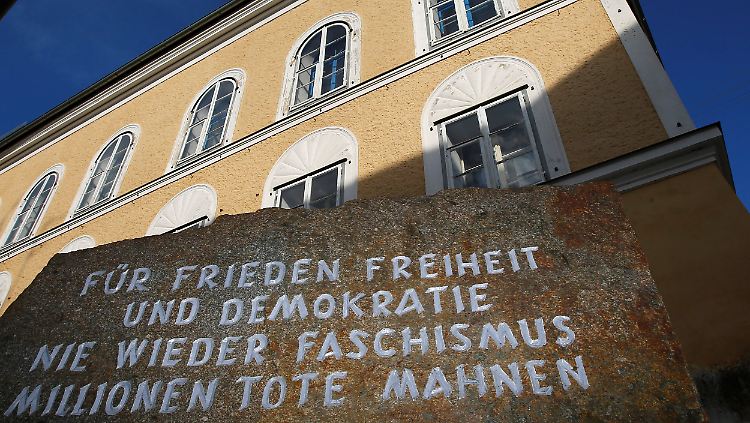 FÜR FRIEDEN FREIHEIT
UND DEMOKRATIE
NIE WIEDER FASCHISMUS
MILLIONEN TOTE MAHNEN